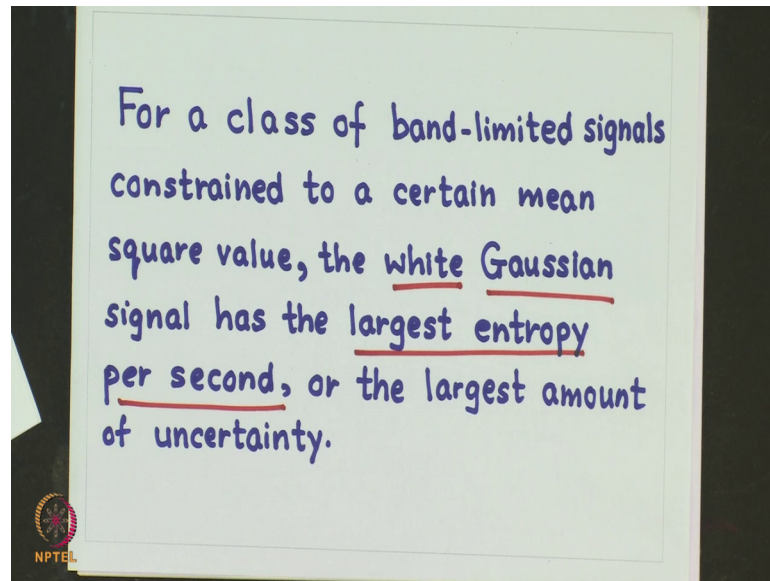 For a class of band-limited signals
constrained to a certain mean
square value, the white Gaussian
signal has the largest entropy
per second, or the largest amount
of uncertainty.
NPTEL